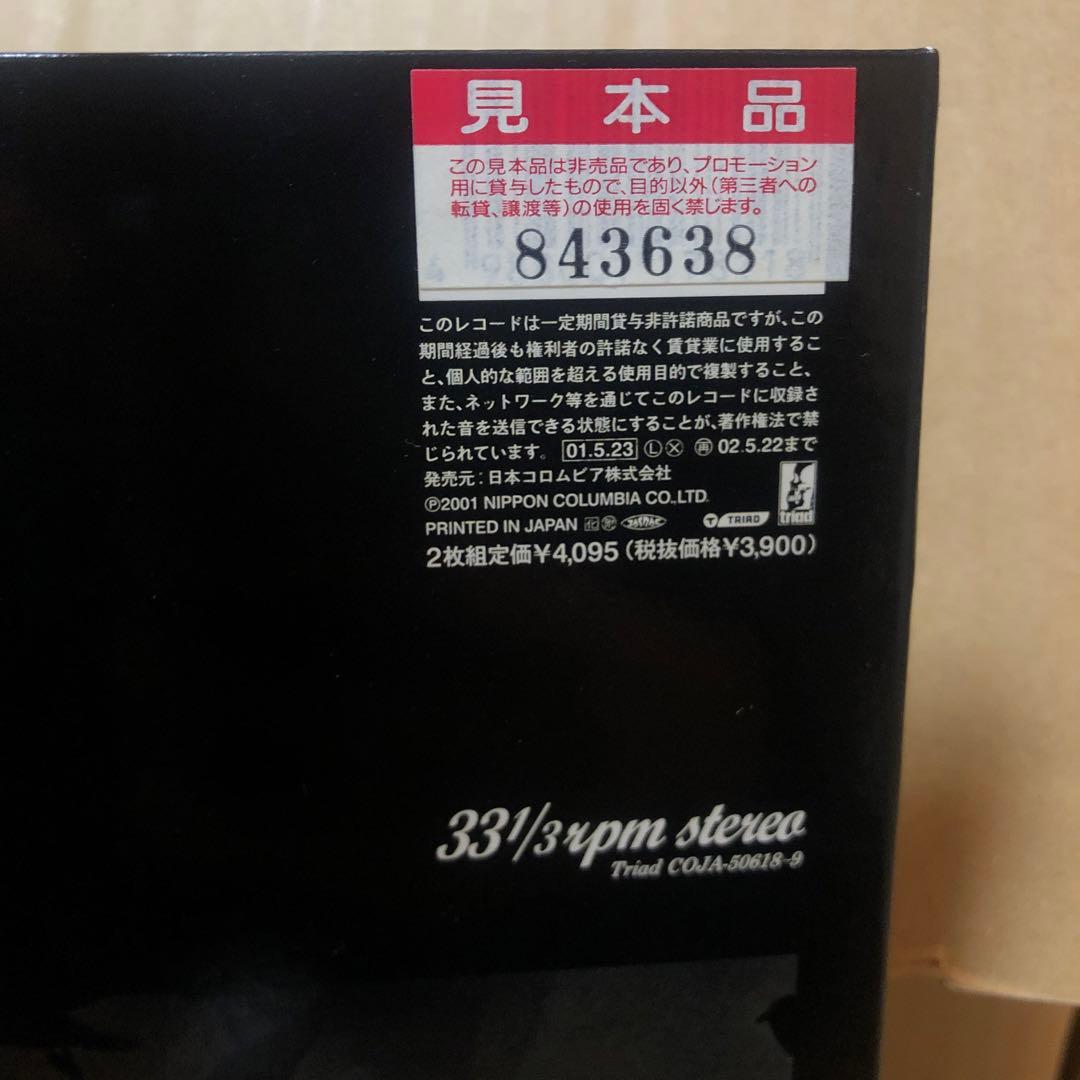 見本品
この見本品は非売品であり、プロモーション
用に貸与したもので、目的以外(第三者への
転貸、譲渡等)の使用を固く禁じます。
843638
このレコードは一定期間貸与非許諾商品ですが、この
期間経過後も権利者の許諾なく賃貸業に使用するこ
と、個人的な範囲を超える使用目的で複製すること、
また、ネットワーク等を通じてこのレコードに収録さ
れた音を送信できる状態にすることが、著作権法で禁
じられています。 01.5.23 Ⓛ Ⓧ 再 02.5.22まで
発売元:日本コロムビア株式会社
Ⓟ2001 NIPPON COLUMBIA CO.,LTD.
PRINTED IN JAPAN JASRAC T TRIAD triad
2枚組定価¥4,095(税抜価格¥3,900)
33 1/3 rpm stereo
Triad COJA-50618-9